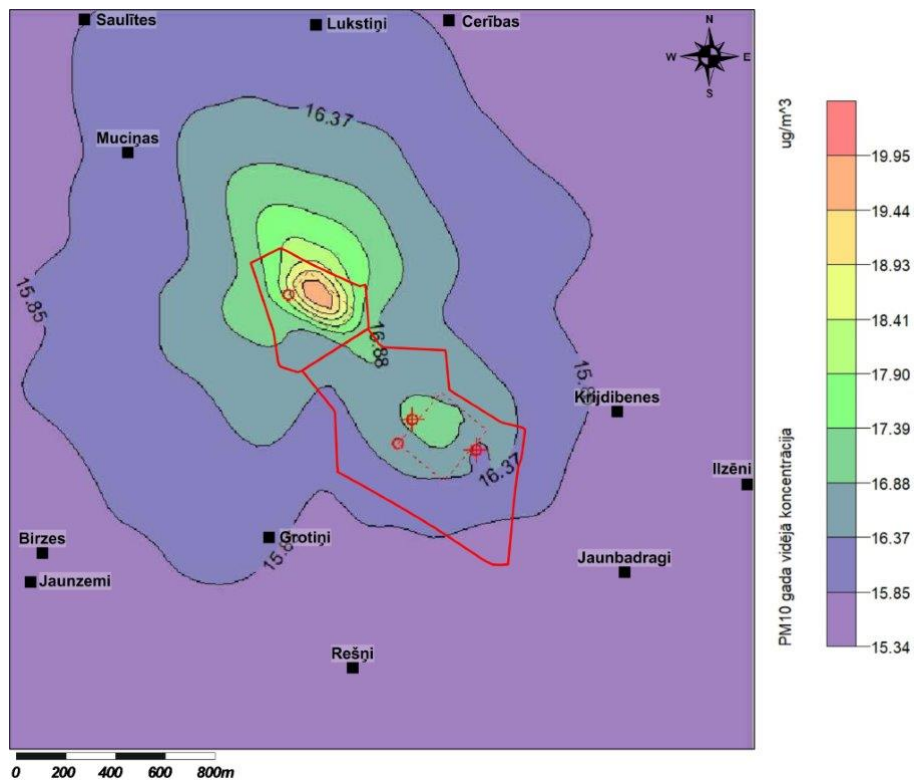 Saulītes
Lukstiņi
Cerības
N
W
E
S
16.37
Muciņas
15.85
16.88
Krijdibenes
Ilzēni
16.37
Grotiņi
Birzes
Jaunzemi
Jaunbadragi
Rešņi
0 200 400 600 800m
ug/m^3
19.95
19.44
18.93
18.41
17.90
17.39
16.88
16.37
15.85
15.34
PM10 gada vidējā koncentrācija